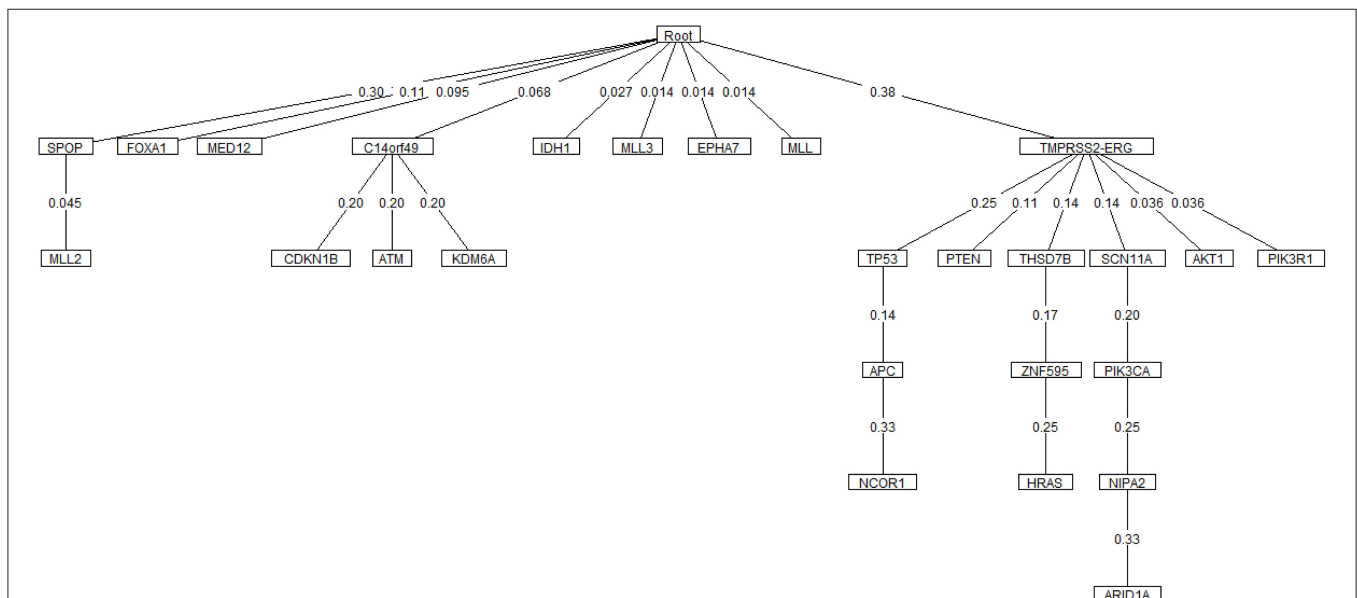 Root
0.30 0.11 0.095 0.068 0.027 0.014 0.014 0.014 0.38
SPOP FOXA1 MED12 C14orf49 IDH1 MLL3 EPHA7 MLL TMPRSS2-ERG
0.045 0.20 0.20 0.20 0.25 0.11 0.14 0.14 0.036 0.036
MLL2 CDKN1B ATM KDM6A TP53 PTEN THSD7B SCN11A AKT1 PIK3R1
0.14 0.17 0.20
APC ZNF595 PIK3CA
0.33 0.25 0.25
NCOR1 HRAS NIPA2
0.33
ARID1A